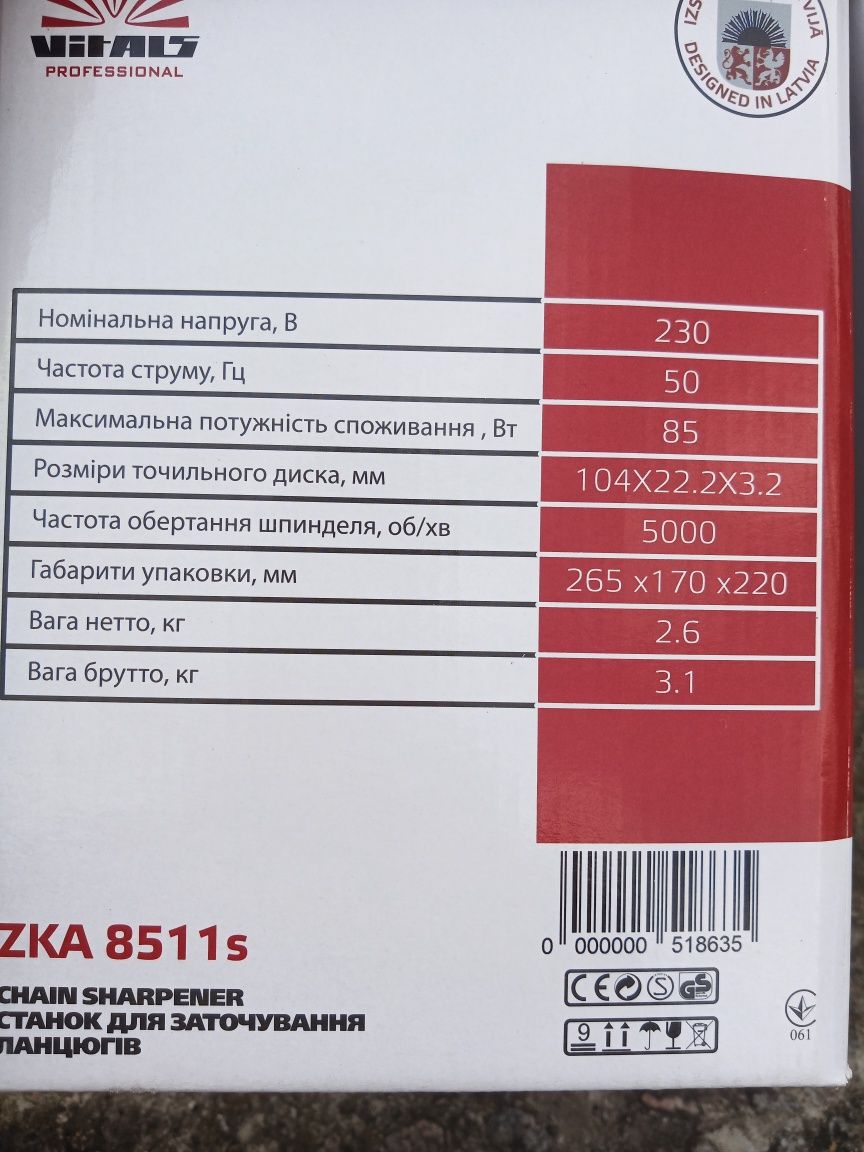 VITALS
PROFESSIONAL
DESIGNED IN LATVIA
Номінальна напруга, В 230
Частота струму, Гц 50
Максимальна потужність споживання , Вт 85
Розміри точильного диска, мм 104X22.2X3.2
Частота обертання шпинделя, об/хв 5000
Габарити упаковки, мм 265 x170 x220
Вага нетто, кг 2.6
Вага брутто, кг 3.1
ZKA 8511s
CHAIN SHARPENER
СТАНОК ДЛЯ ЗАТОЧУВАННЯ
ЛАНЦЮГІВ
0 000000 518635
CE S GS
9
061